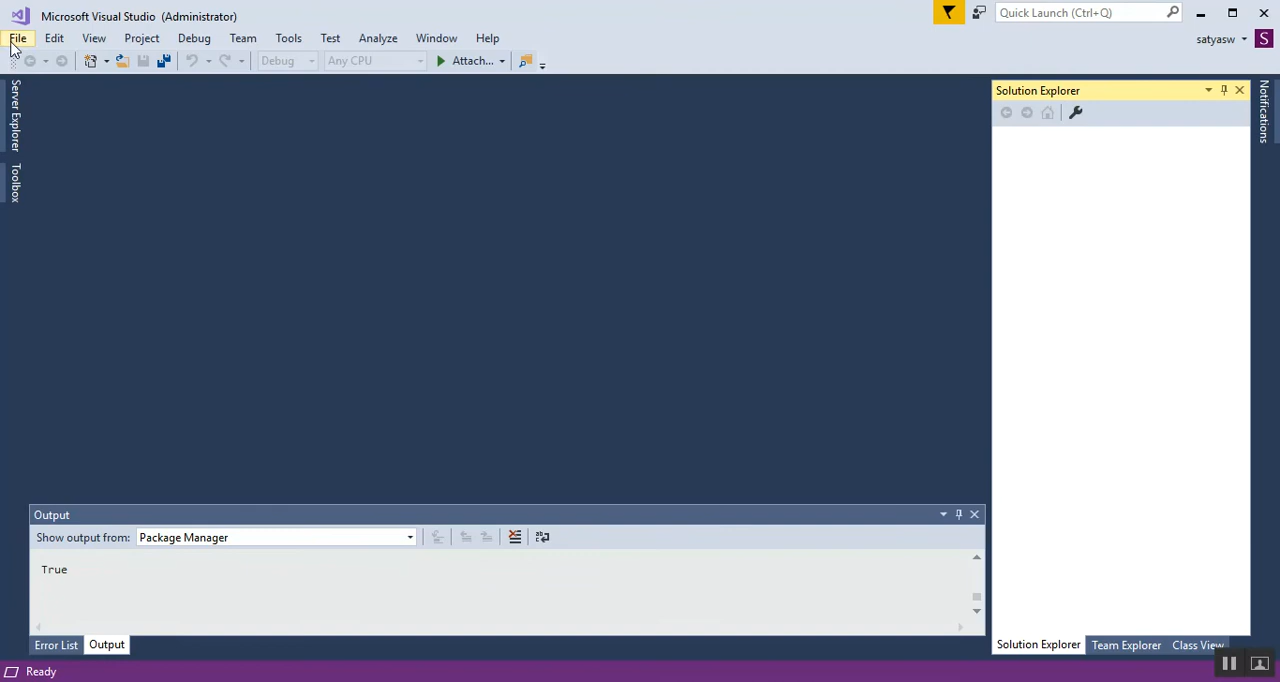 Microsoft Visual Studio (Administrator)
Quick Launch (Ctrl+Q)
File Edit View Project Debug Team Tools Test Analyze Window Help
satyasw S
Debug Any CPU Attach...
Server Explorer
Toolbox
Solution Explorer
Notifications
Output
Show output from: Package Manager
True
Error List Output
Solution Explorer Team Explorer Class View
Ready